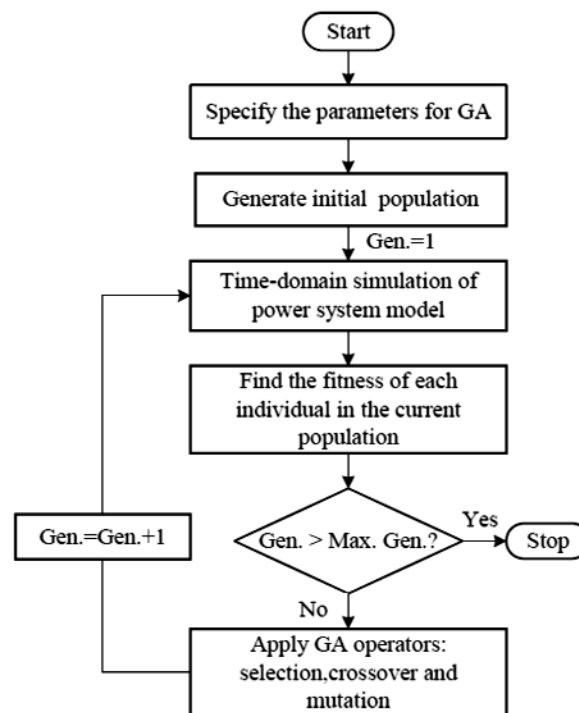 Start
Specify the parameters for GA
Generate initial population
Gen.=1
Time-domain simulation of
power system model
Find the fitness of each
individual in the current
population
Gen.=Gen.+1
Gen. > Max. Gen.?
Yes
Stop
No
Apply GA operators:
selection,crossover and
mutation